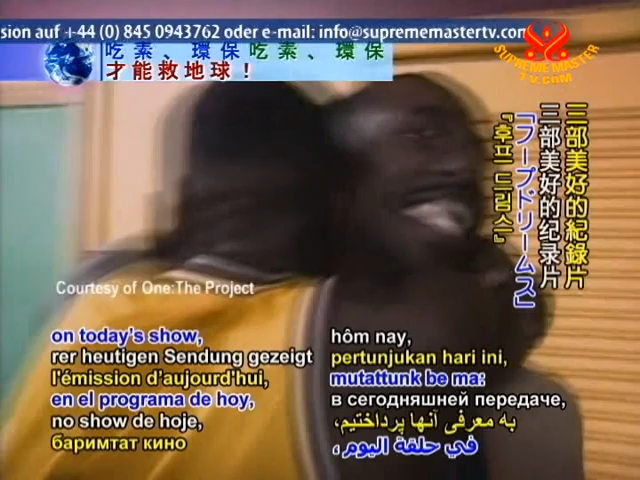 sion auf +44 (0) 845 0943762 oder e-mail: info@suprememastertv.com
吃素、環保吃素、環保
才能救地球！
SUPREME MASTER
TV.COM
三部美好的紀錄片
三部美好的纪录片
「フープドリームス」
『후프 드림스』
Courtesy of One:The Project
on today's show,
rer heutigen Sendung gezeigt
l'émission d'aujourd'hui,
en el programa de hoy,
no show de hoje,
баримтат кино
hôm nay,
pertunjukan hari ini,
mutattunk be ma:
в сегодняшней передаче,
به معرفی آنها پرداختیم،
في حلقة اليوم،